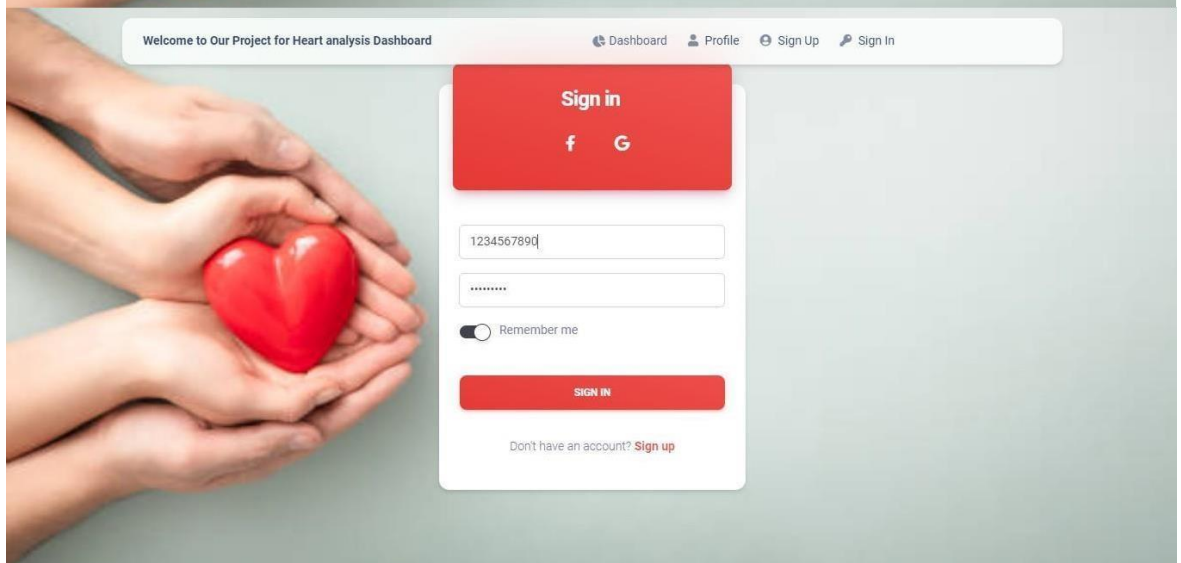 Welcome to Our Project for Heart analysis Dashboard Dashboard Profile Sign Up Sign In
Sign in
f G
1234567890
•••••••••
Remember me
SIGN IN
Don't have an account? Sign up